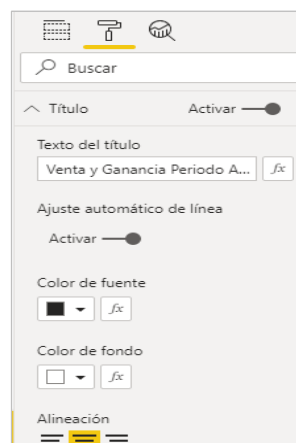 Buscar
Título Activar
Texto del título
Venta y Ganancia Periodo A... fx
Ajuste automático de línea
Activar
Color de fuente
fx
Color de fondo
fx
Alineación